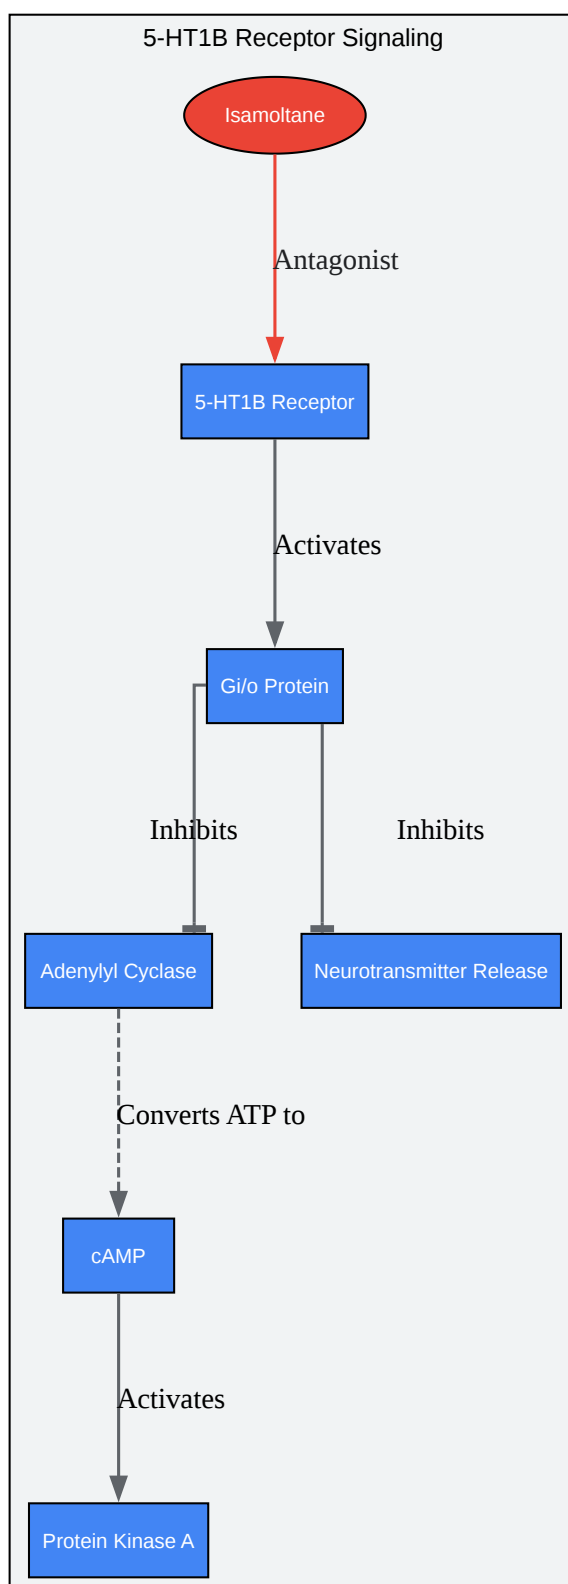 5-HT1B Receptor Signaling
Isamoltane
Antagonist
5-HT1B Receptor
Activates
Gi/o Protein
Inhibits
Inhibits
Adenylyl Cyclase
Neurotransmitter Release
Converts ATP to
cAMP
Activates
Protein Kinase A